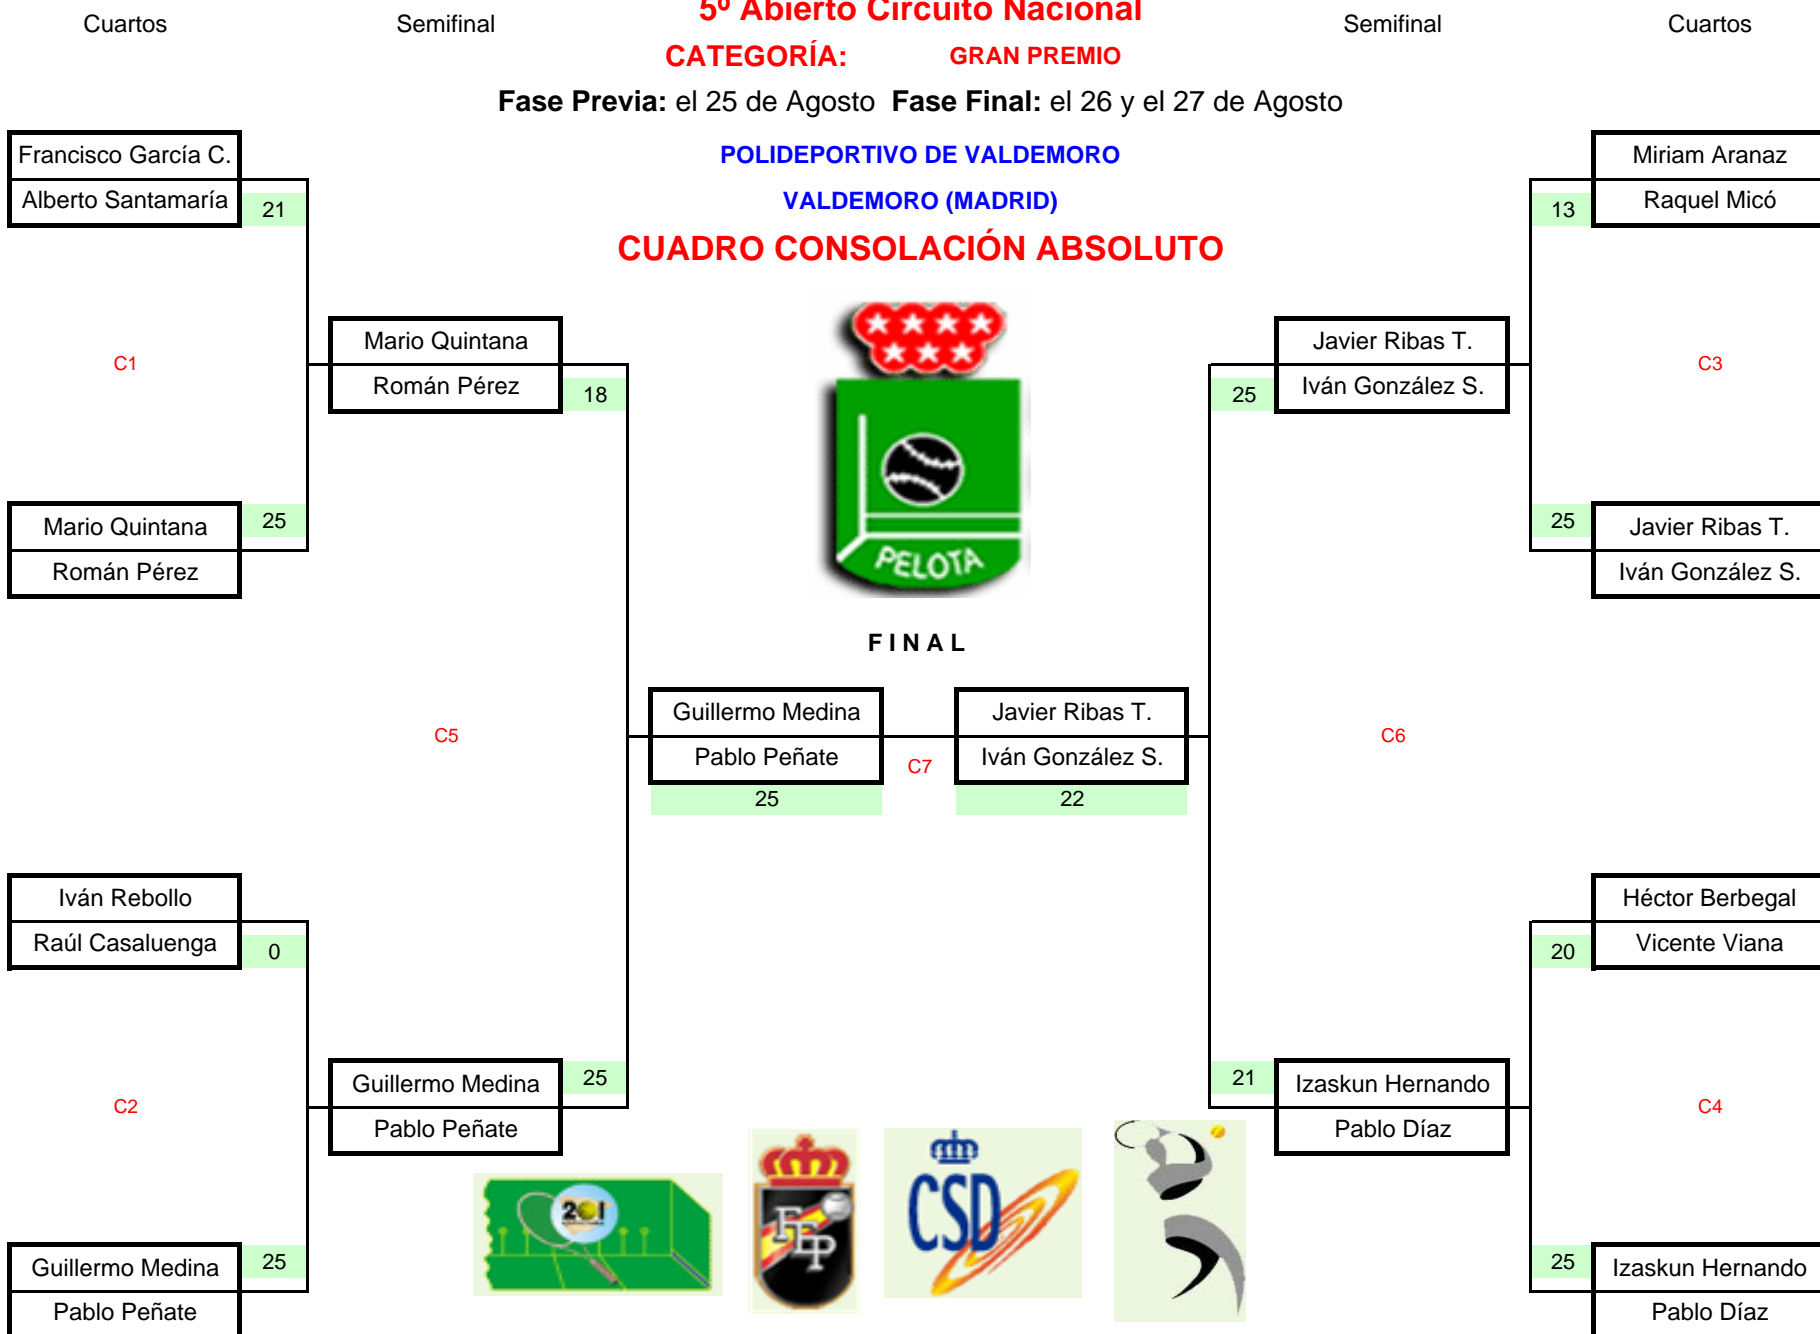 5º Abierto Circuito Nacional
Cuartos Semifinal Semifinal Cuartos
CATEGORÍA: GRAN PREMIO
Fase Previa: el 25 de Agosto Fase Final: el 26 y el 27 de Agosto
Francisco García C. POLIDEPORTIVO DE VALDEMORO Miriam Aranaz
Alberto Santamaría 21 VALDEMORO (MADRID) 13 Raquel Micó
CUADRO CONSOLACIÓN ABSOLUTO
Mario Quintana Javier Ribas T.
C1 C3
Román Pérez 18 25 Iván González S.
Mario Quintana 25 25 Javier Ribas T.
Román Pérez Iván González S.
PELOTA
FINAL
Guillermo Medina Javier Ribas T.
C5 C6
Pablo Peñate C7 Iván González S.
25 22
Iván Rebollo Héctor Berbegal
Raúl Casaluenga 0 20 Vicente Viana
Guillermo Medina 25 21 Izaskun Hernando
C2 C4
Pablo Peñate Pablo Díaz
201 FEP CSD
Guillermo Medina 25 25 Izaskun Hernando
Pablo Peñate Pablo Díaz